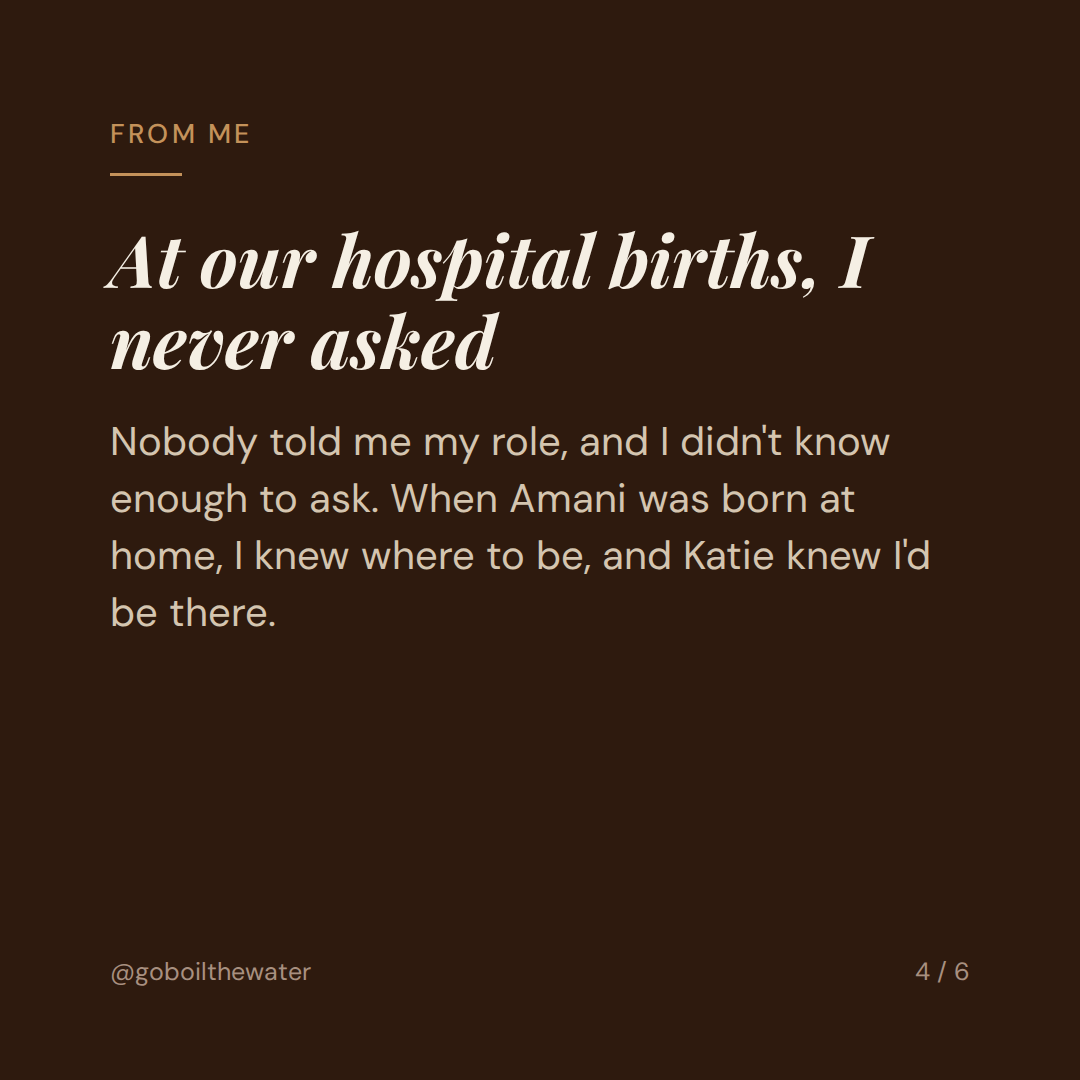 FROM ME
At our hospital births, I
never asked
Nobody told me my role, and I didn't know
enough to ask. When Amani was born at
home, I knew where to be, and Katie knew I'd
be there.
@goboilthewater
4 / 6